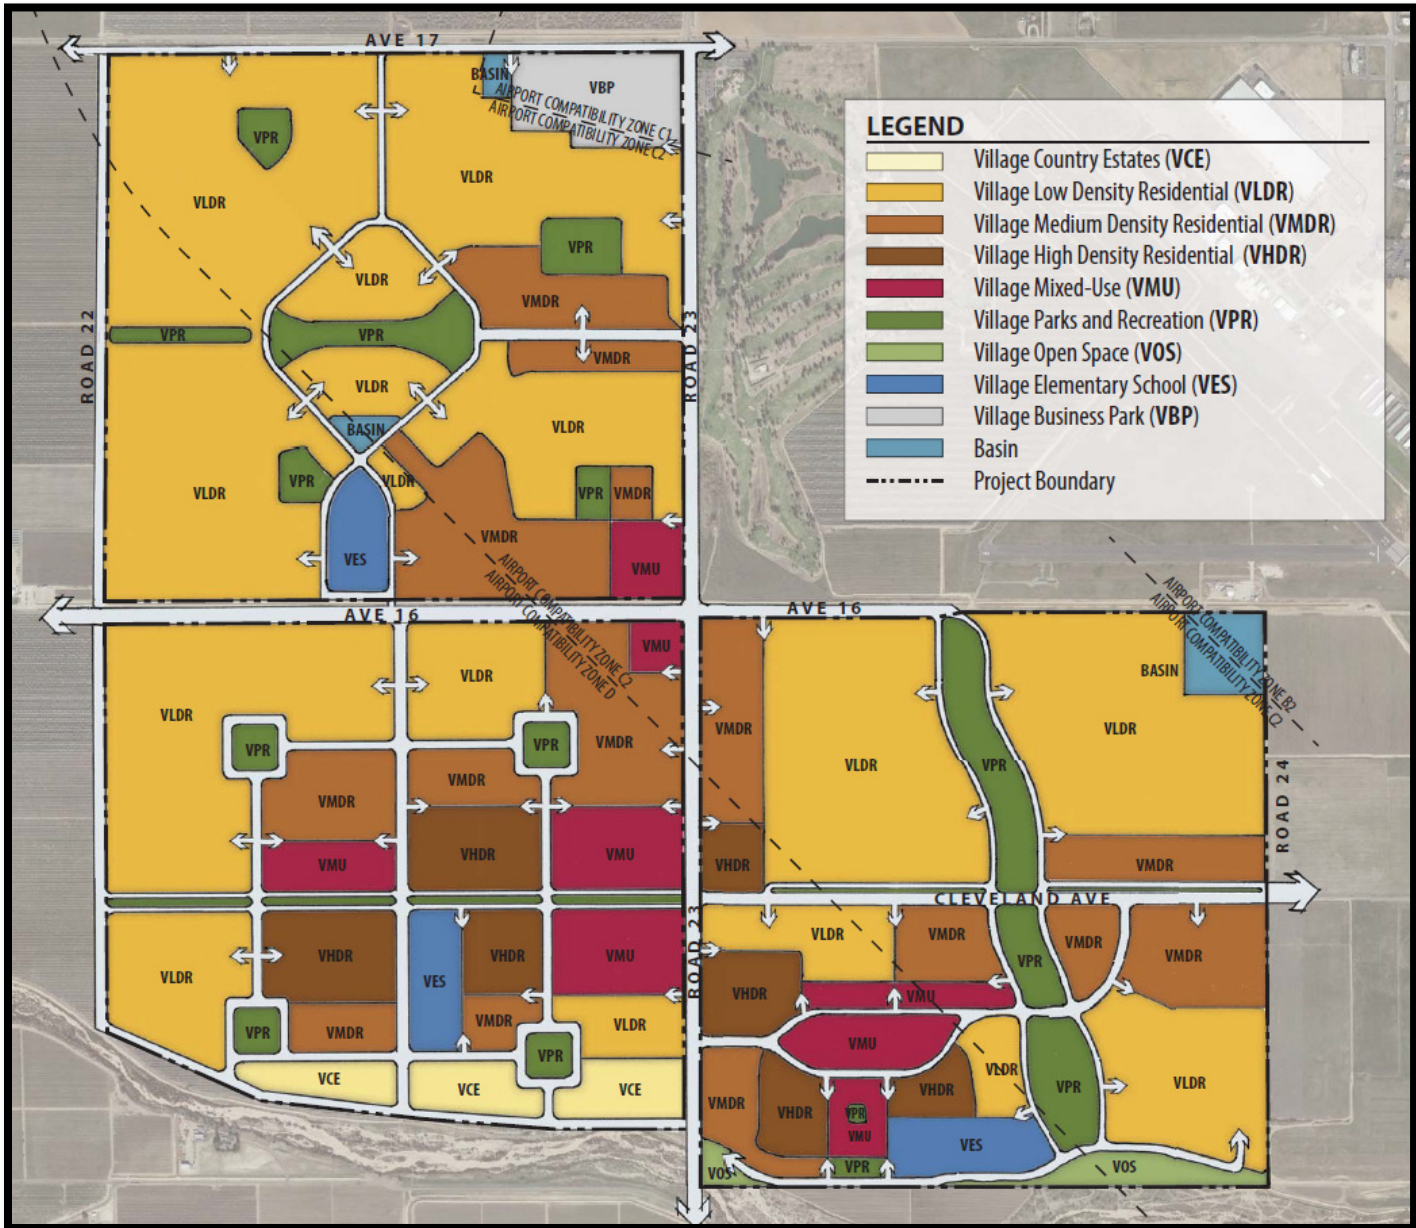 AVE 17
BASIN
VBP
AIRPORT COMPATIBILITY ZONE C1
AIRPORT COMPATIBILITY ZONE C2
VPR
VLDR
VLDR
VPR
VLDR
VMDR
ROAD 22
VPR
VPR
ROAD 23
VMDR
VLDR
BASIN
VLDR
VLDR
VPR
VLDR
VPR
VMDR
VMDR
VES
VMU
AIRPORT COMPATIBILITY ZONE C2
AIRPORT COMPATIBILITY ZONE D
LEGEND
Village Country Estates (VCE)
Village Low Density Residential (VLDR)
Village Medium Density Residential (VMDR)
Village High Density Residential (VHDR)
Village Mixed-Use (VMU)
Village Parks and Recreation (VPR)
Village Open Space (VOS)
Village Elementary School (VES)
Village Business Park (VBP)
Basin
Project Boundary
AVE 16
AVE 16
AIRPORT COMPATIBILITY ZONE B2
AIRPORT COMPATIBILITY ZONE C2
VMU
VLDR
VLDR
VPR
VPR
VMDR
VMDR
VMDR
VMU
VHDR
VMU
VLDR
VHDR
VES
VHDR
VMU
VPR
VMDR
VMDR
VPR
VLDR
VCE
VCE
VCE
ROAD 23
BASIN
VMDR
VLDR
VPR
VLDR
ROAD 24
VHDR
VMDR
CLEVELAND AVE
VLDR
VMDR
VPR
VMDR
VMDR
VHDR
VMU
VMU
VLDR
VPR
VLDR
VMDR
VHDR
VPR
VMU
VHDR
VES
VPR
VOS
VOS